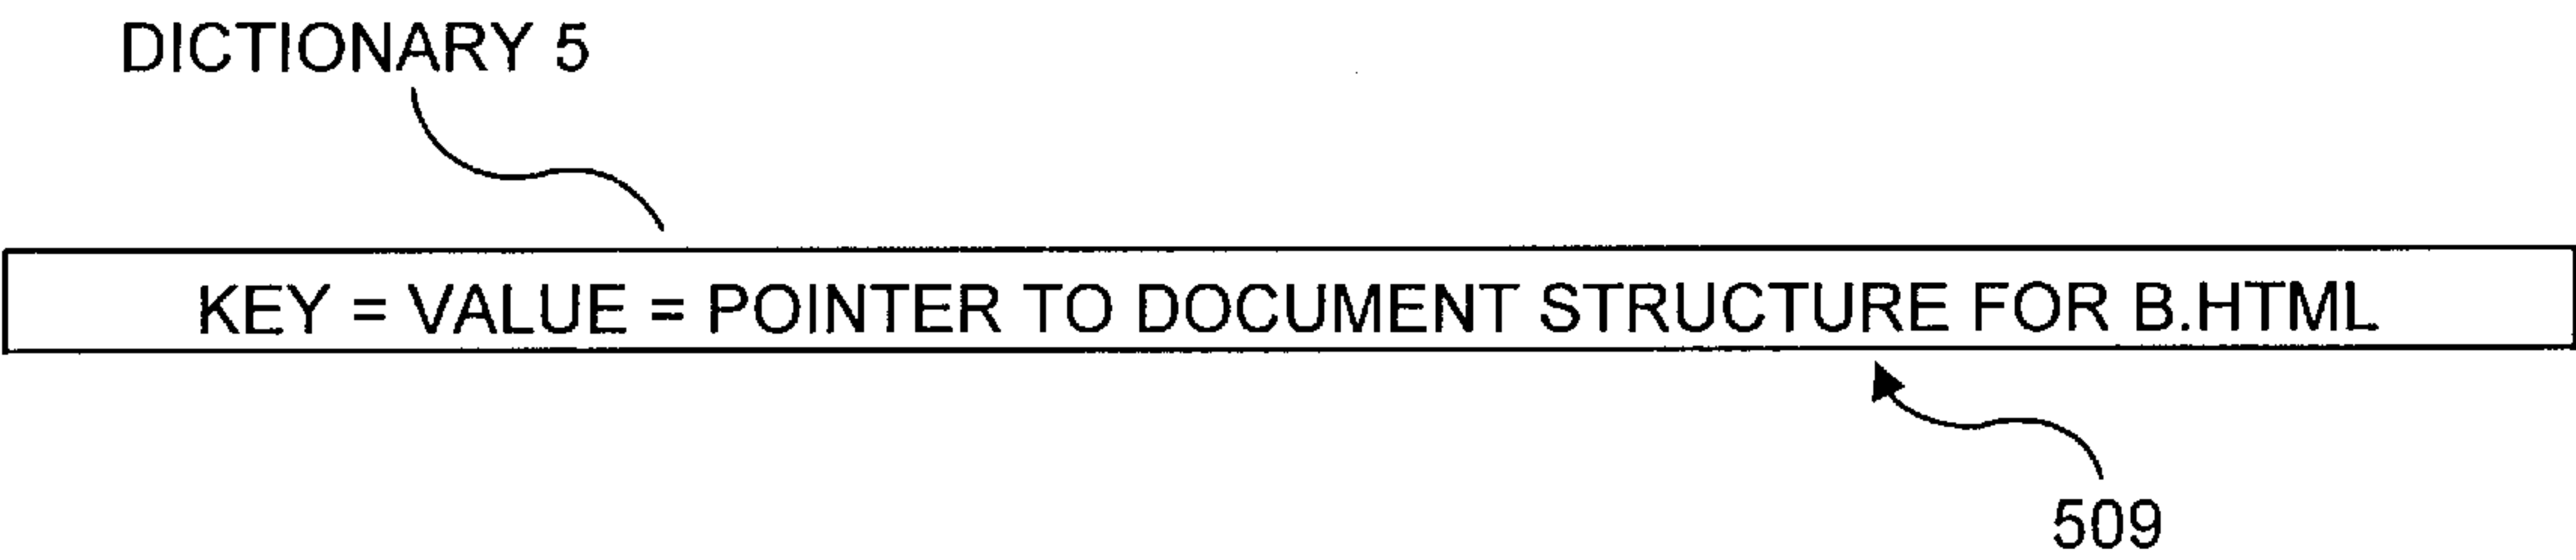 DICTIONARY 5
KEY = VALUE = POINTER TO DOCUMENT STRUCTURE FOR B.HTML
509